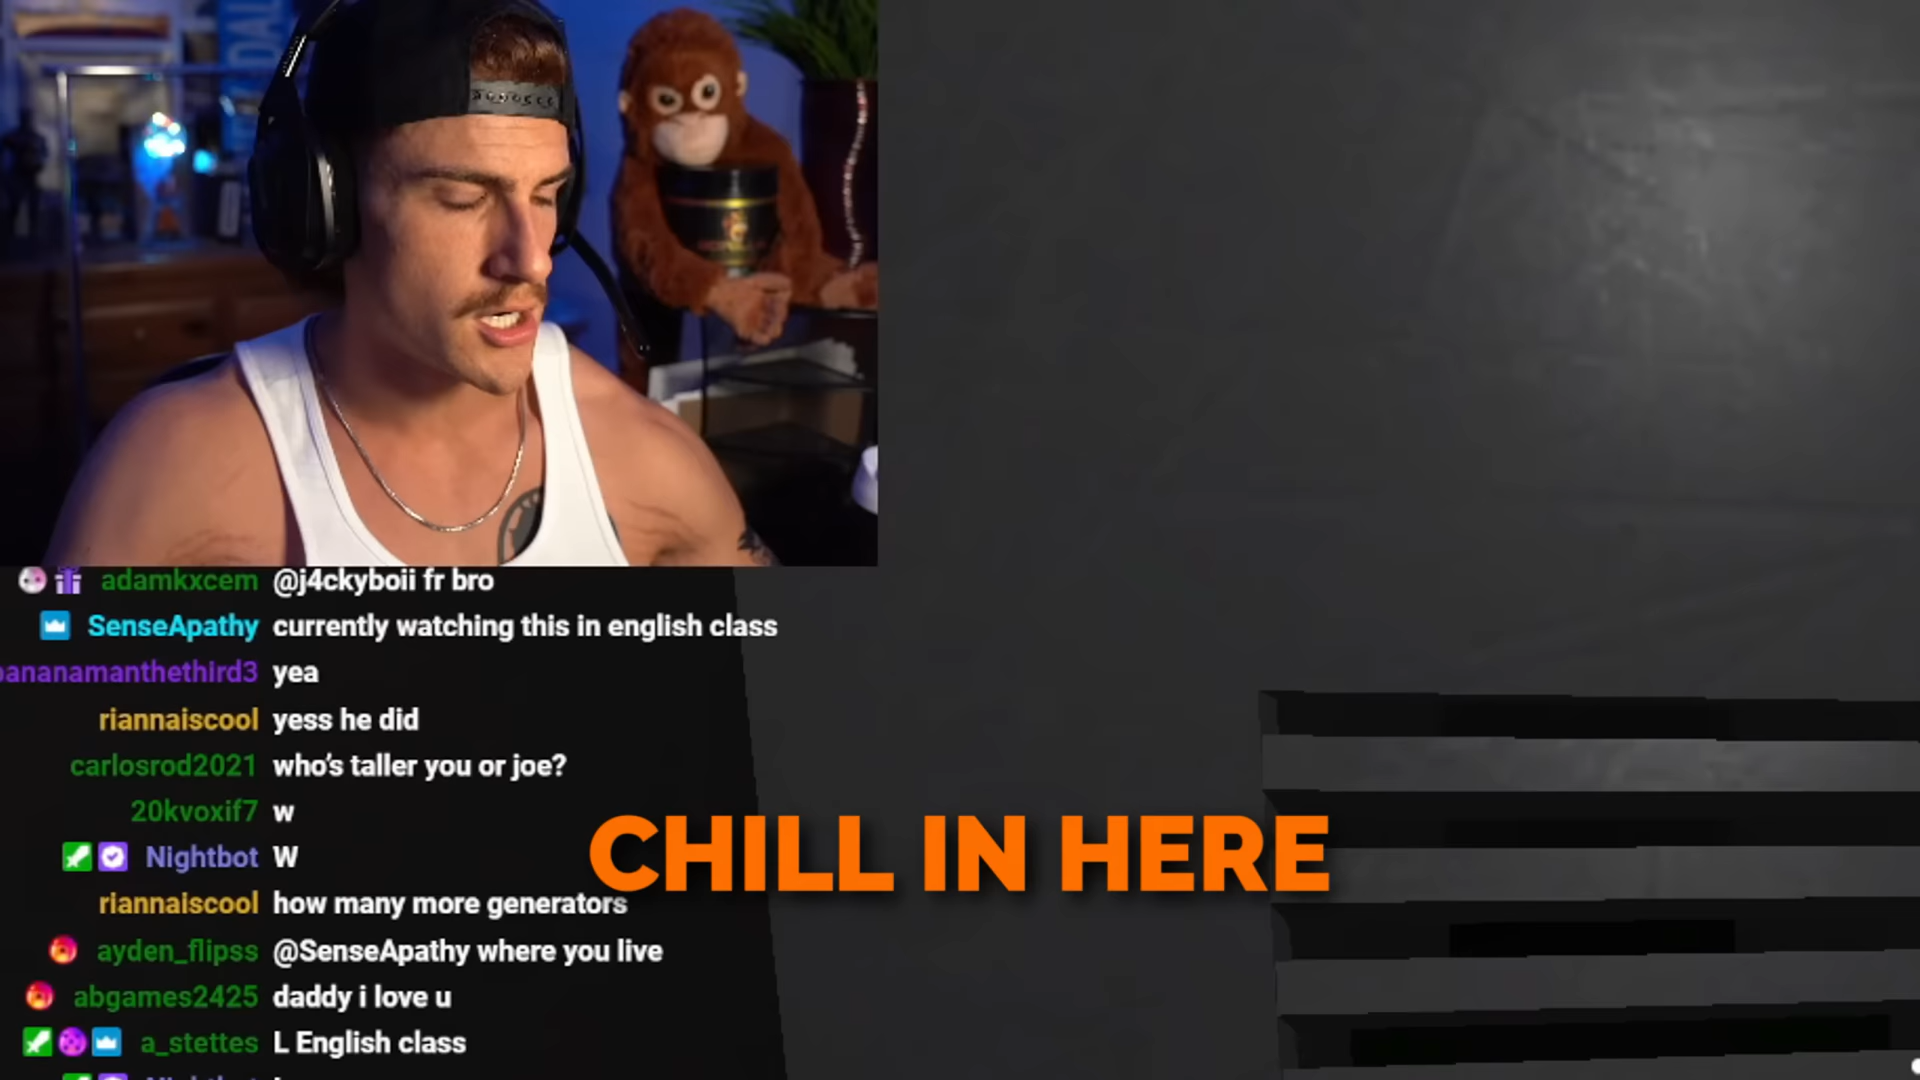 DAL
adamkxcem @j4ckyboii fr bro
SenseApathy currently watching this in english class
bananamanthethird3 yea
riannaiscool yess he did
carlosrod2021 who's taller you or joe?
20kvoxif7 w
Nightbot W
CHILL IN HERE
riannaiscool how many more generators
ayden_flipss @SenseApathy where you live
abgames2425 daddy i love u
a_stettes L English class